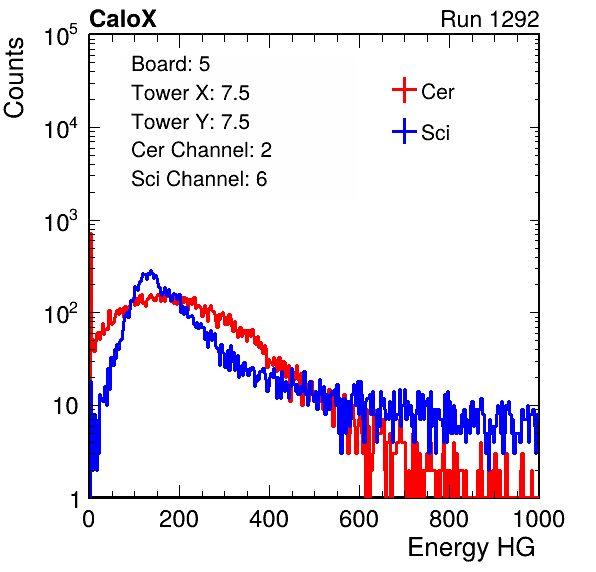 CaloX Run 1292
Counts
Board: 5
Tower X: 7.5
Tower Y: 7.5
Cer Channel: 2
Sci Channel: 6
Cer
Sci
10^5
10^4
10^3
10^2
10
1
0 200 400 600 800 1000
Energy HG